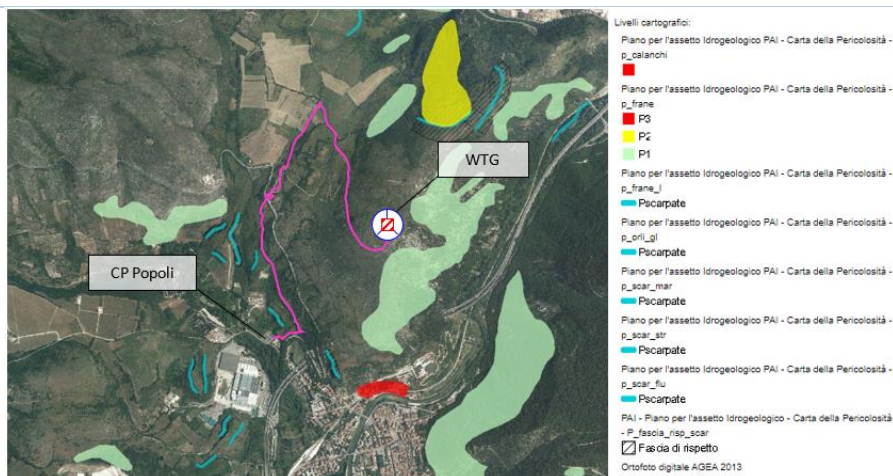 WTG
CP Popoli
Livelli cartografici:
Piano per l'assetto Idrogeologico PAI - Carta della Pericolosità -
p_calanchi
Piano per l'assetto Idrogeologico PAI - Carta della Pericolosità -
p_frane
P3
P2
P1
Piano per l'assetto Idrogeologico PAI - Carta della Pericolosità -
p_frane_l
Pscarpate
Piano per l'assetto Idrogeologico PAI - Carta della Pericolosità -
p_orli_gl
Pscarpate
Piano per l'assetto Idrogeologico PAI - Carta della Pericolosità -
p_scar_mar
Pscarpate
Piano per l'assetto Idrogeologico PAI - Carta della Pericolosità -
p_scar_str
Pscarpate
Piano per l'assetto Idrogeologico PAI - Carta della Pericolosità -
p_scar_flu
Pscarpate
PAI - Piano per l'assetto Idrogeologico - Carta della Pericolosità
- P_fascia_risp_scar
Fascia di rispetto
Ortofoto digitale AGEA 2013